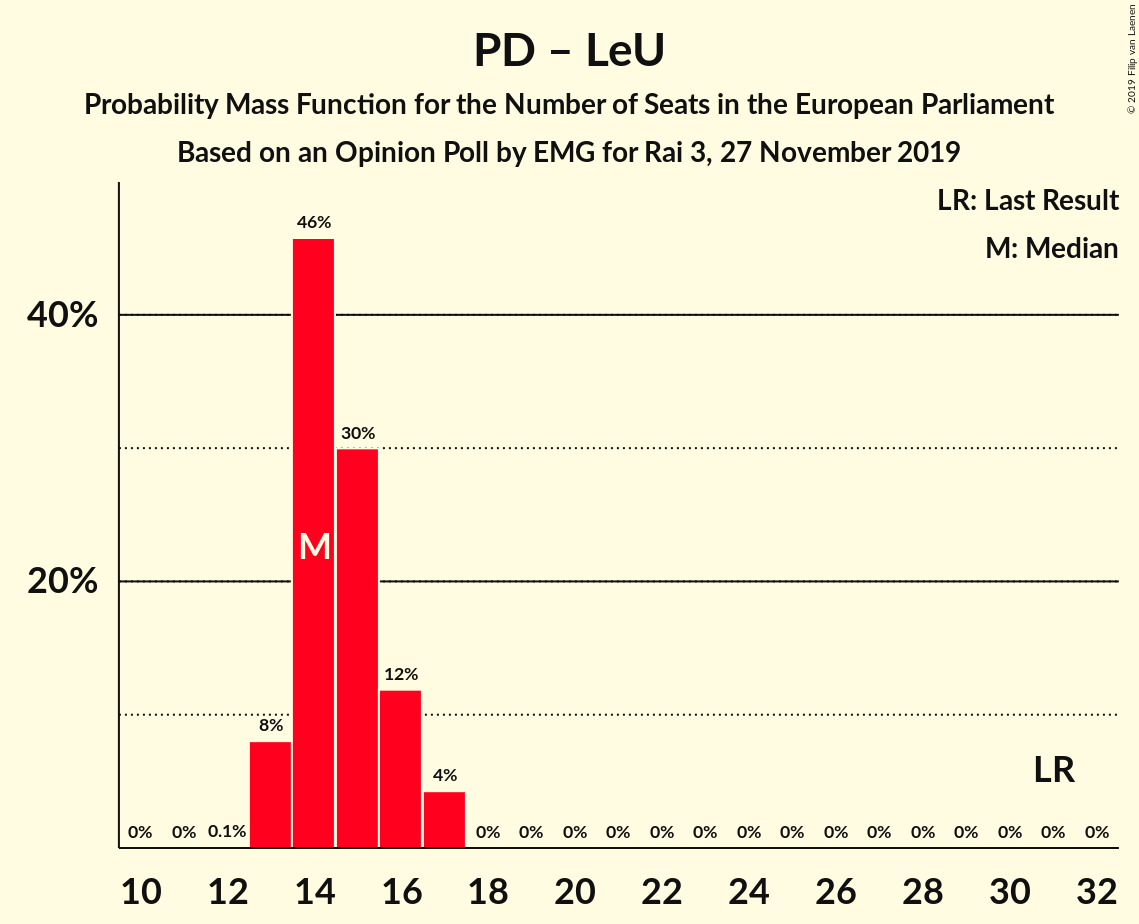 PD – LeU
Probability Mass Function for the Number of Seats in the European Parliament
Based on an Opinion Poll by EMG for Rai 3, 27 November 2019
© 2019 Filip van Laenen
LR: Last Result
M: Median
46%
40%
30%
M
20%
12%
8%
4%
LR
0% 0% 0.1% 0% 0% 0% 0% 0% 0% 0% 0% 0% 0% 0% 0% 0% 0% 0%
10 12 14 16 18 20 22 24 26 28 30 32